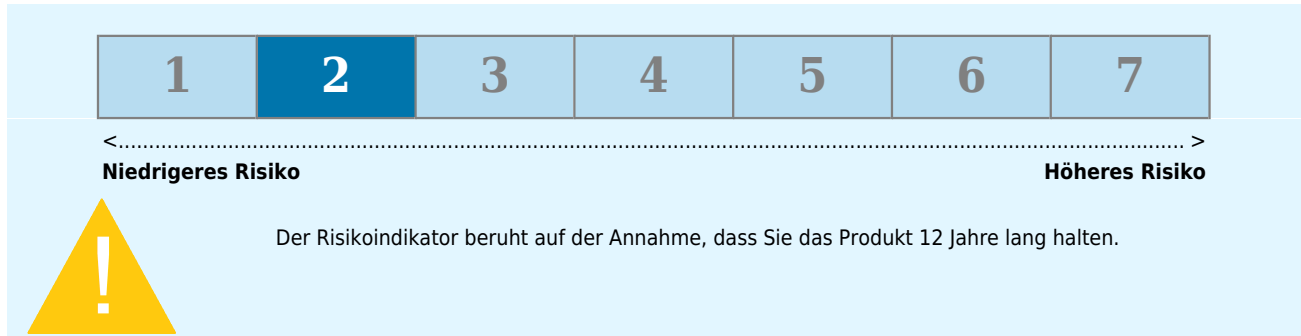 1 2 3 4 5 6 7
<........................................................................................................................................................................................ >
Niedrigeres Risiko Höheres Risiko
! Der Risikoindikator beruht auf der Annahme, dass Sie das Produkt 12 Jahre lang halten.